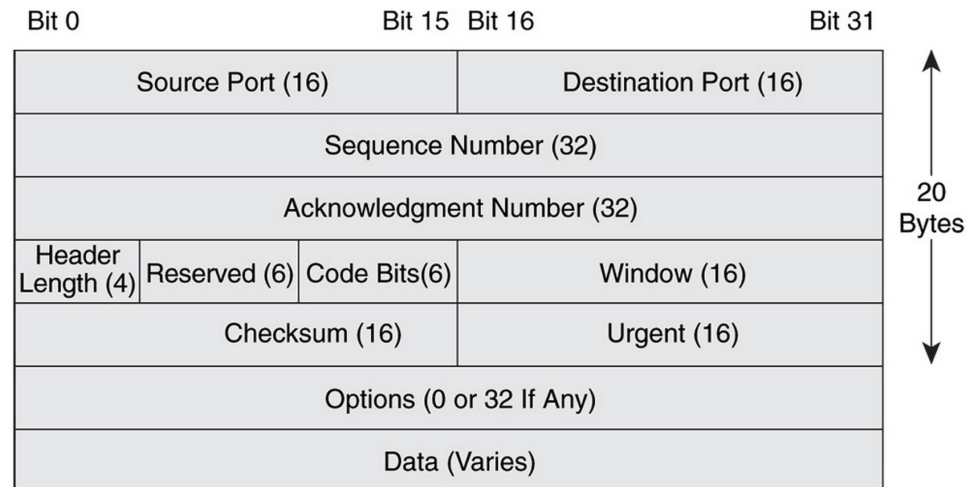 Bit 0 Bit 15 Bit 16 Bit 31
Source Port (16) Destination Port (16)
Sequence Number (32)
Acknowledgment Number (32)
20
Bytes
Header
Length (4) Reserved (6) Code Bits(6) Window (16)
Checksum (16) Urgent (16)
Options (0 or 32 If Any)
Data (Varies)